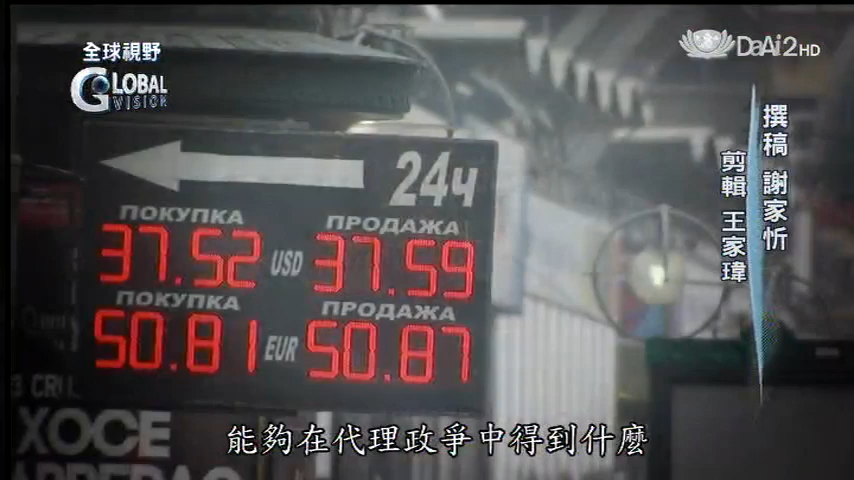 全球視野
GLOBAL
VISION
DaAi2HD
撰稿 謝家忻
剪輯 王家瑋
24ч
ПОКУПКА ПРОДАЖА
37.52 USD 37.59
ПОКУПКА ПРОДАЖА
50.81 EUR 50.87
ХОСЕ
能夠在代理政爭中得到什麼